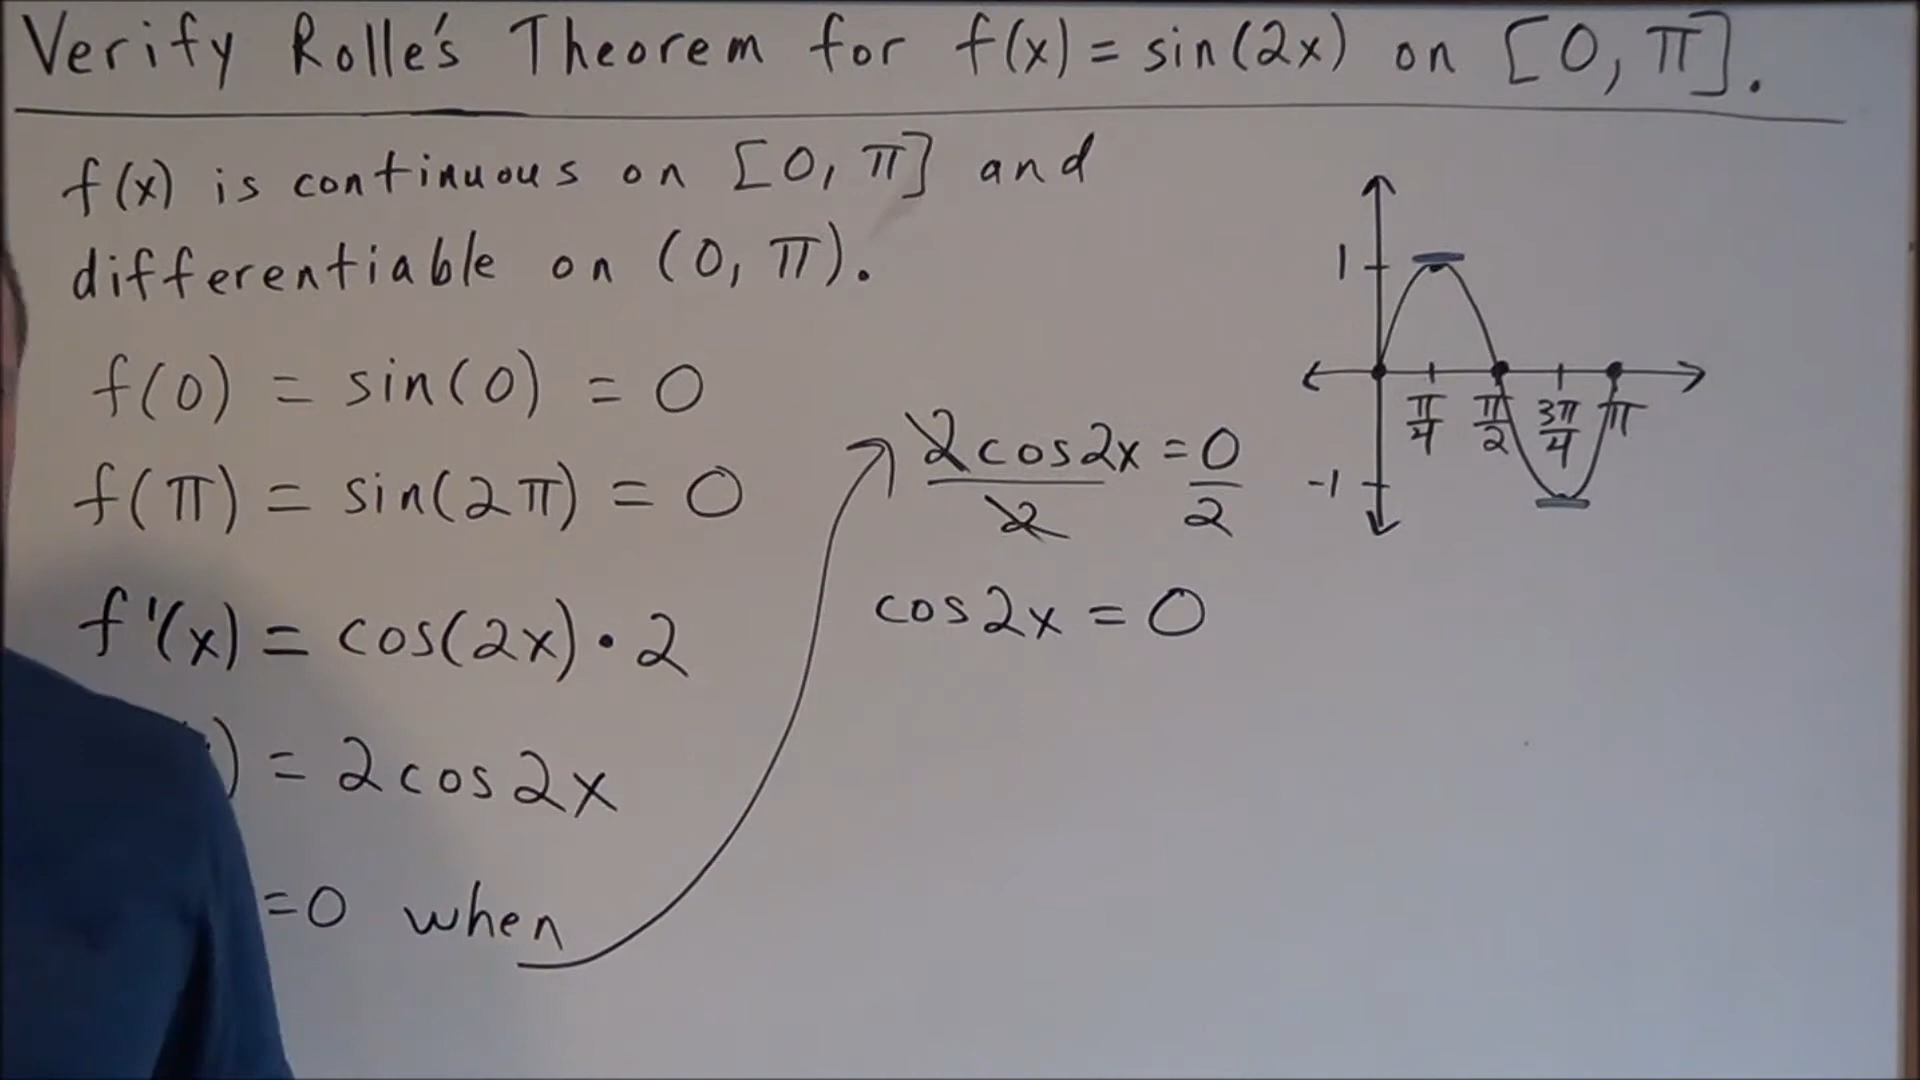 Verify Rolle's Theorem for f(x) = sin(2x) on [0, π].
f(x) is continuous on [0, π] and
differentiable on (0, π).
f(0) = sin(0) = 0
f(π) = sin(2π) = 0
f'(x) = cos(2x) · 2
) = 2cos2x
=0 when
2cos2x = 0
2 2
cos2x = 0
1
π/4 π/2 3π/4 π
-1